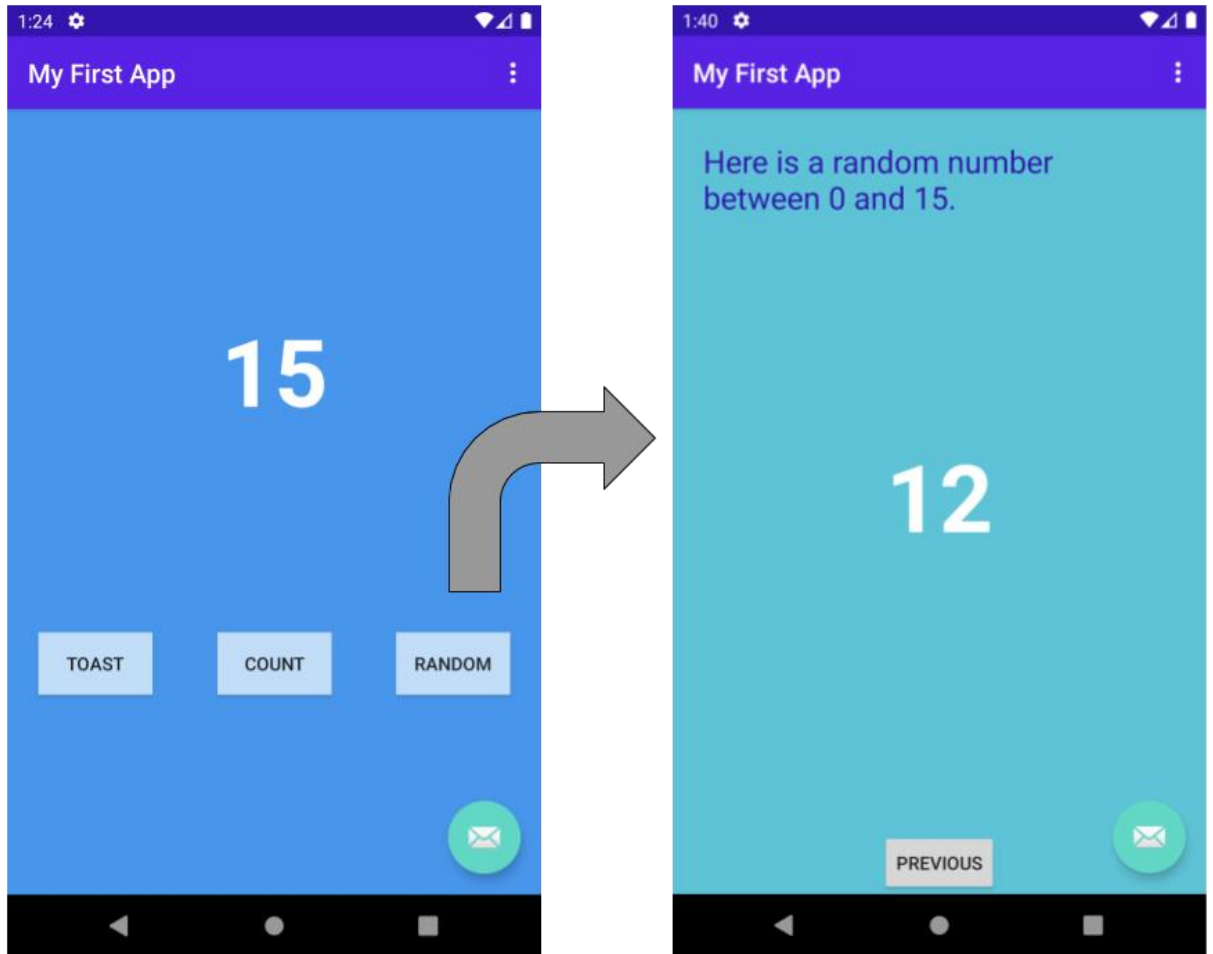 1:24
My First App
15
TOAST COUNT RANDOM
1:40
My First App
Here is a random number
between 0 and 15.
12
PREVIOUS